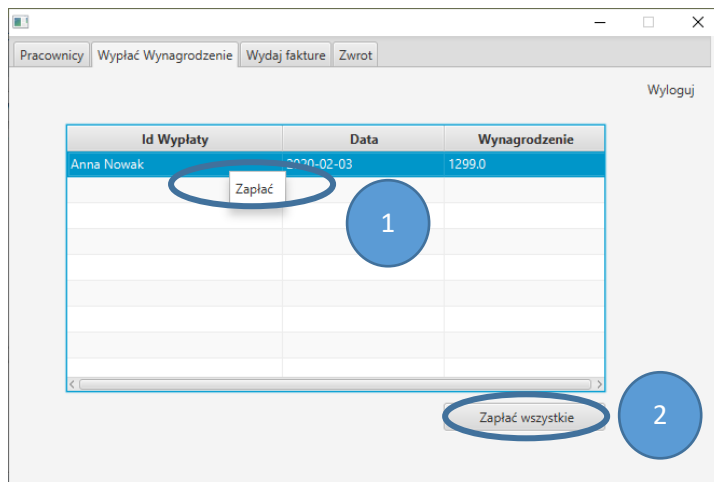 Pracownicy Wypłać Wynagrodzenie Wydaj fakture Zwrot
Wyloguj
Id Wypłaty Data Wynagrodzenie
Anna Nowak 2020-02-03 1299.0
Zapłać
1
Zapłać wszystkie
2